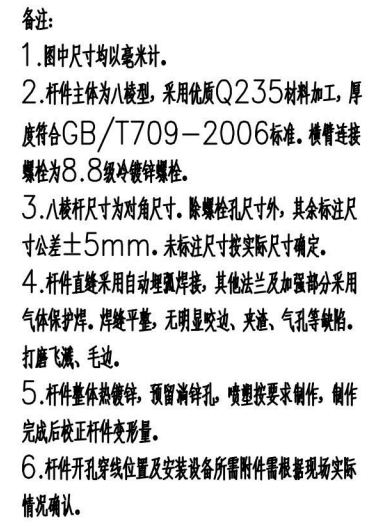 备注:
1.图中尺寸均以毫米计。
2.杆件主体为八棱型,采用优质Q235材料加工,厚
度符合GB/T709-2006标准。横臂连接
螺栓为8.8级冷镀锌螺栓。
3.八棱杆尺寸为对角尺寸。除螺栓孔尺寸外,其余标注尺
寸公差±5mm。未标注尺寸按实际尺寸确定。
4.杆件直缝采用自动埋弧焊接,其他法兰及加强部分采用
气体保护焊。焊缝平整,无明显咬边、夹渣、气孔等缺陷。
打磨飞溅、毛边。
5.杆件整体热镀锌,预留淌锌孔,喷塑按要求制作,制作
完成后校正杆件变形量。
6.杆件开孔穿线位置及安装设备所需附件需根据现场实际
情况确认。